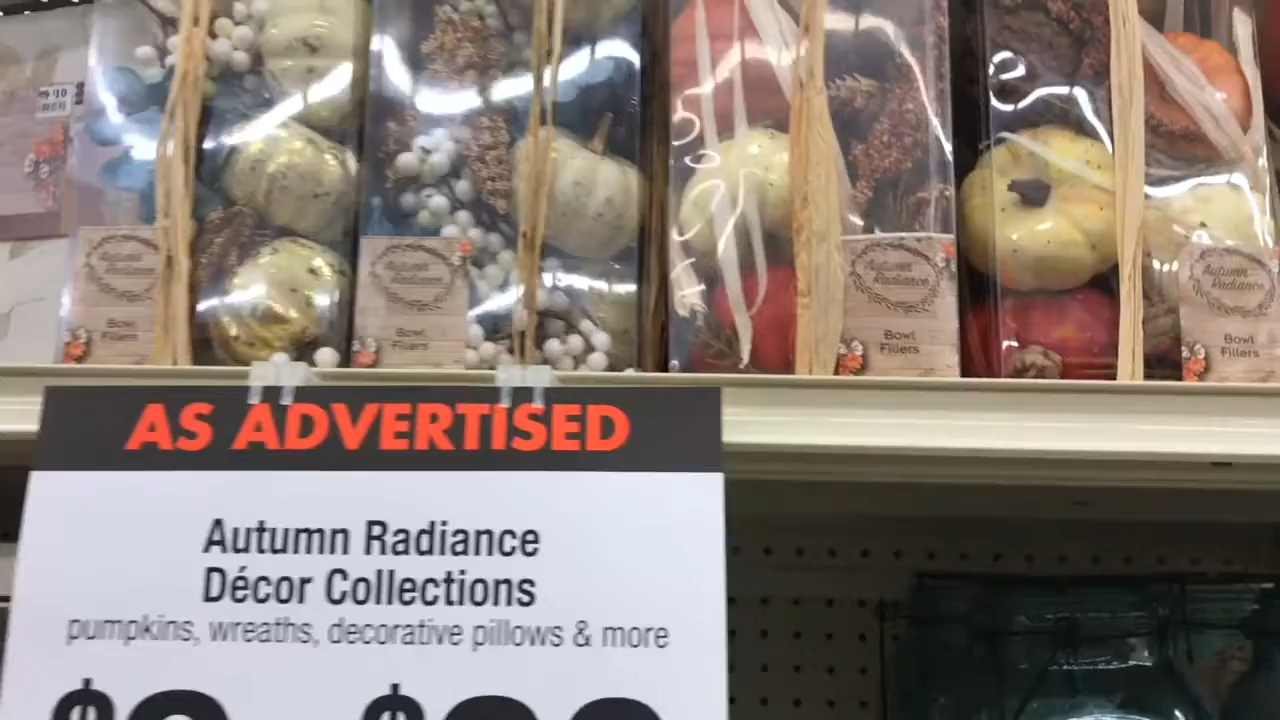 Autumn
Radiance
Bowl
Fillers
Autumn
Radiance
Bowl
Fillers
Autumn
Radiance
Bowl
Fillers
Autumn
Radiance
Bowl
Fillers
AS ADVERTISED
Autumn Radiance
Décor Collections
pumpkins, wreaths, decorative pillows & more